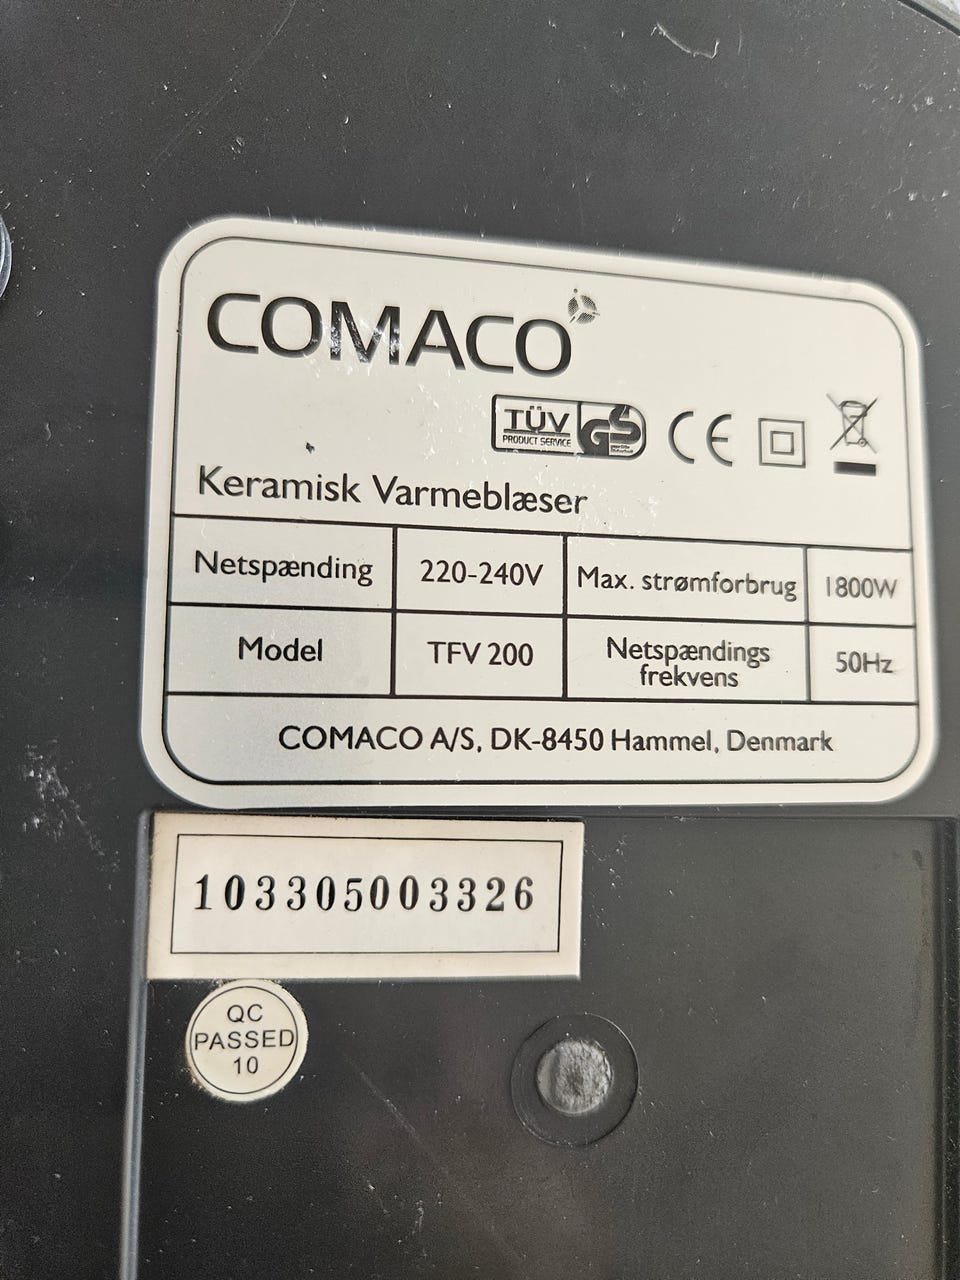 COMACO
TÜV
PRODUCT SERVICE
GS
CE
Keramisk Varmeblæser
Netspænding 220-240V Max. strømforbrug 1800W
Model TFV 200 Netspændings
frekvens 50Hz
COMACO A/S, DK-8450 Hammel, Denmark
103305003326
QC
PASSED
10